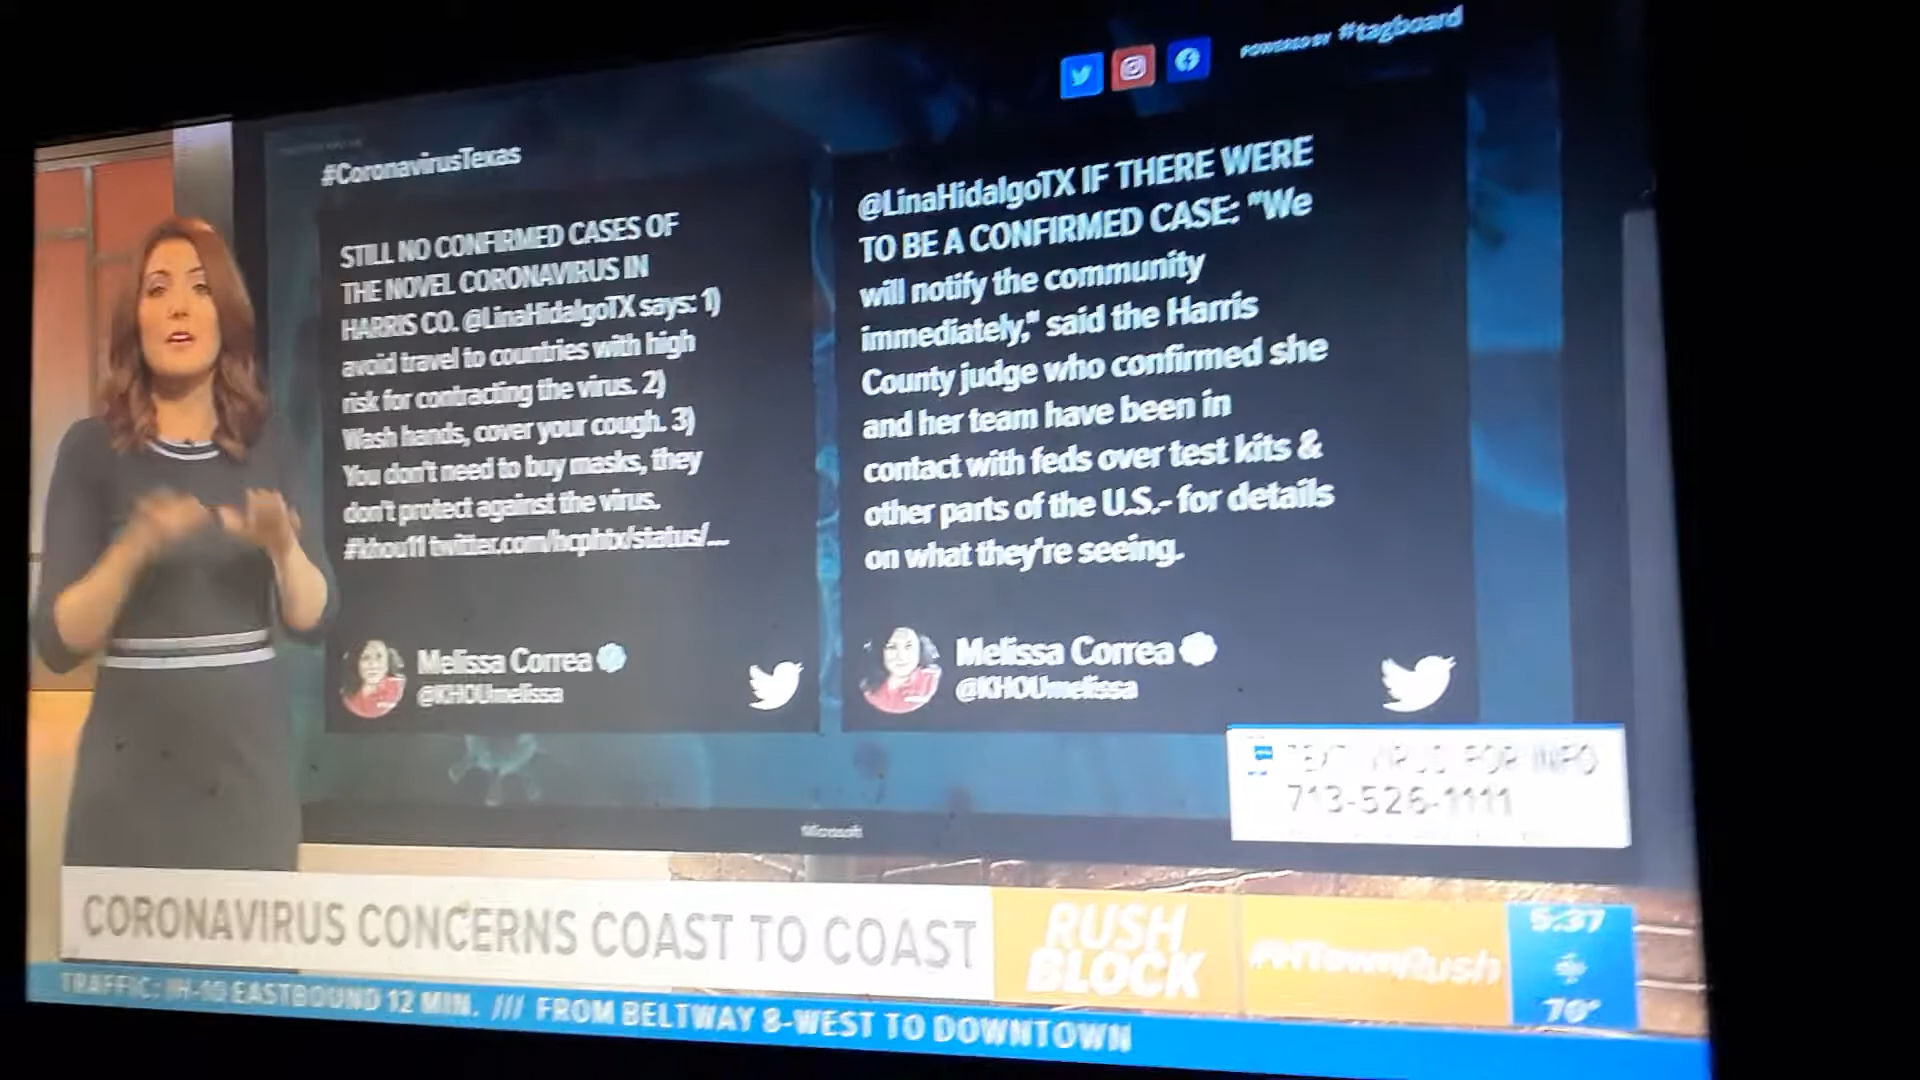 POWERED BY #tagboard
#CoronavirusTexas
STILL NO CONFIRMED CASES OF
THE NOVEL CORONAVIRUS IN
HARRIS CO. @LinaHidalgoTX says: 1)
avoid travel to countries with high
risk for contracting the virus. 2)
Wash hands, cover your cough. 3)
You don't need to buy masks, they
don't protect against the virus.
#khou11 twitter.com/hcphtx/status/...
Melissa Correa
@KHOUmelissa
@LinaHidalgoTX IF THERE WERE
TO BE A CONFIRMED CASE: "We
will notify the community
immediately," said the Harris
County judge who confirmed she
and her team have been in
contact with feds over test kits &
other parts of the U.S.- for details
on what they're seeing.
Melissa Correa
@KHOUmelissa
TEXT VIRUS FOR INFO
713-526-1111
Microsoft
CORONAVIRUS CONCERNS COAST TO COAST
RUSH
BLOCK
#HTownRush
5:37
70°
TRAFFIC: IH-10 EASTBOUND 12 MIN. /// FROM BELTWAY 8-WEST TO DOWNTOWN